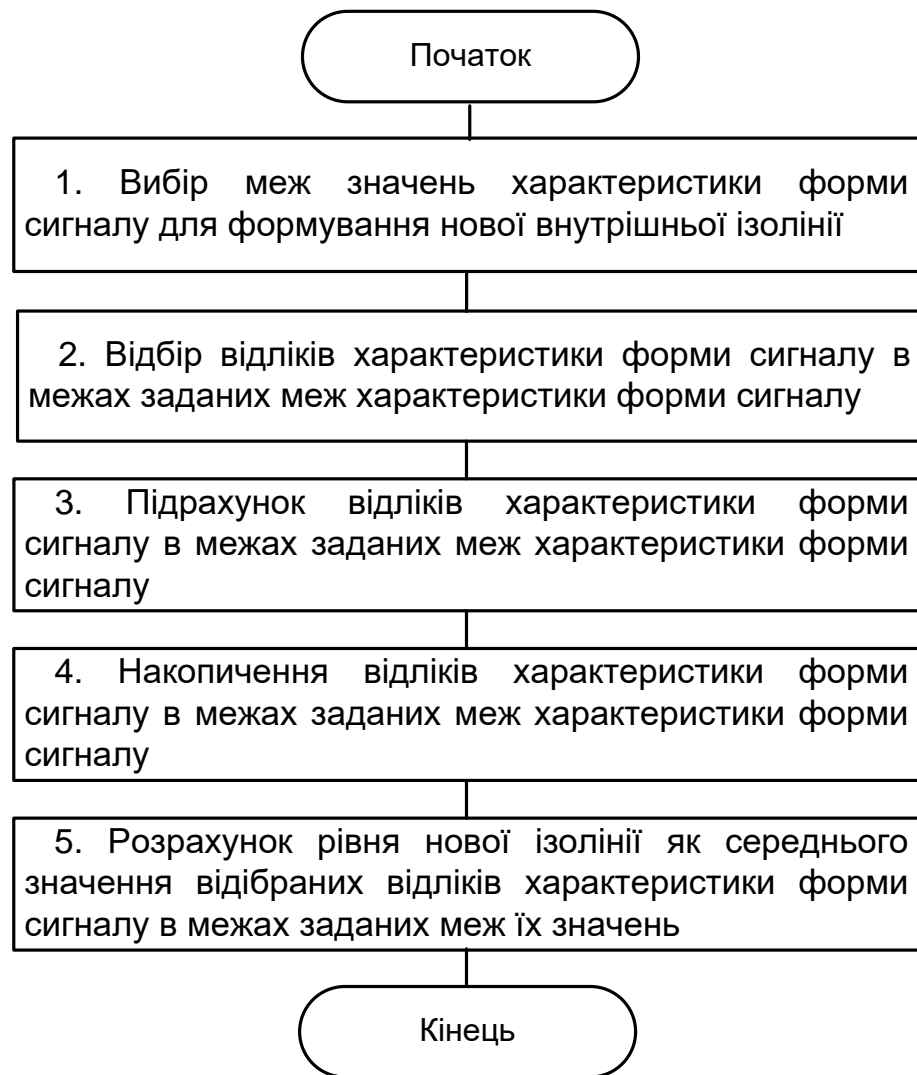 Початок
1. Вибір меж значень характеристики форми
сигналу для формування нової внутрішньої ізолінії
2. Відбір відліків характеристики форми сигналу в
межах заданих меж характеристики форми сигналу
3. Підрахунок відліків характеристики форми
сигналу в межах заданих меж характеристики форми
сигналу
4. Накопичення відліків характеристики форми
сигналу в межах заданих меж характеристики форми
сигналу
5. Розрахунок рівня нової ізолінії як середнього
значення відібраних відліків характеристики форми
сигналу в межах заданих меж їх значень
Кінець